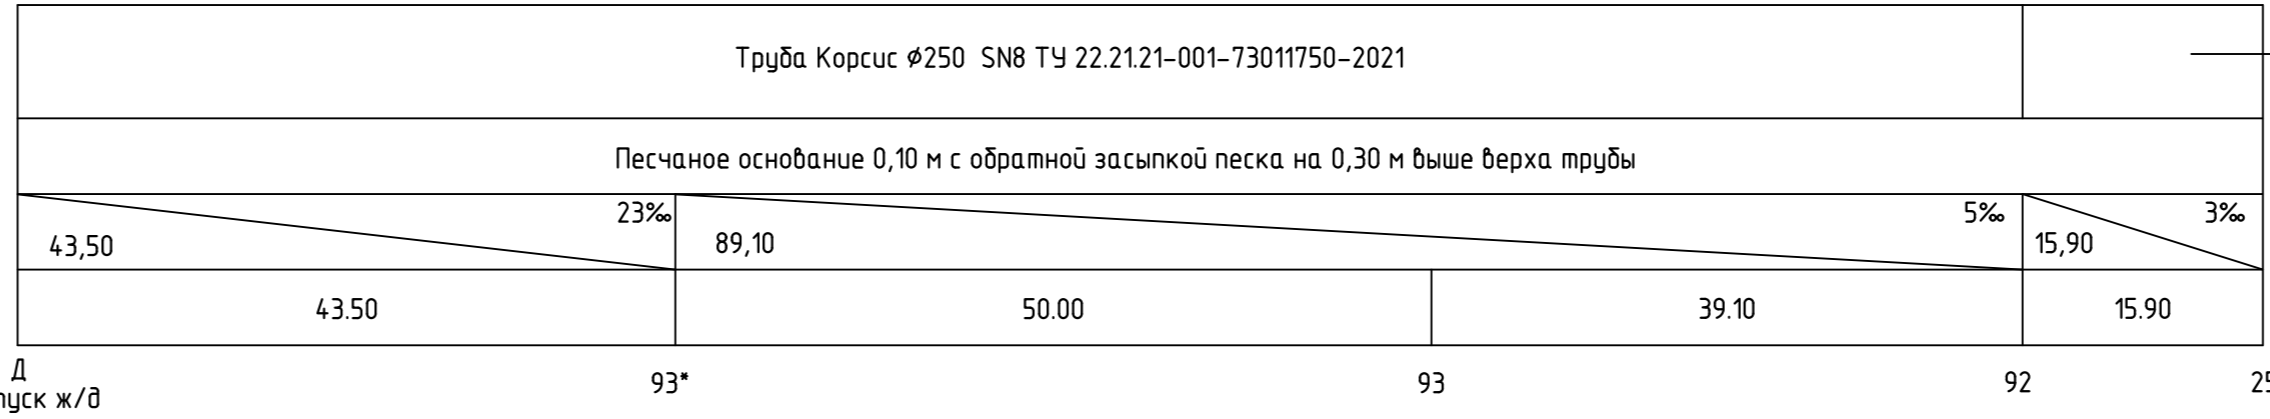 Труба Корсис Ø250 SN8 ТУ 22.21.21-001-73011750-2021
Песчаное основание 0,10 м с обратной засыпкой песка на 0,30 м выше верха трубы
23‰ 5‰ 3‰
43,50 89,10 15,90
43.50 50.00 39.10 15.90
Д 93* 93 92 25
ж/д